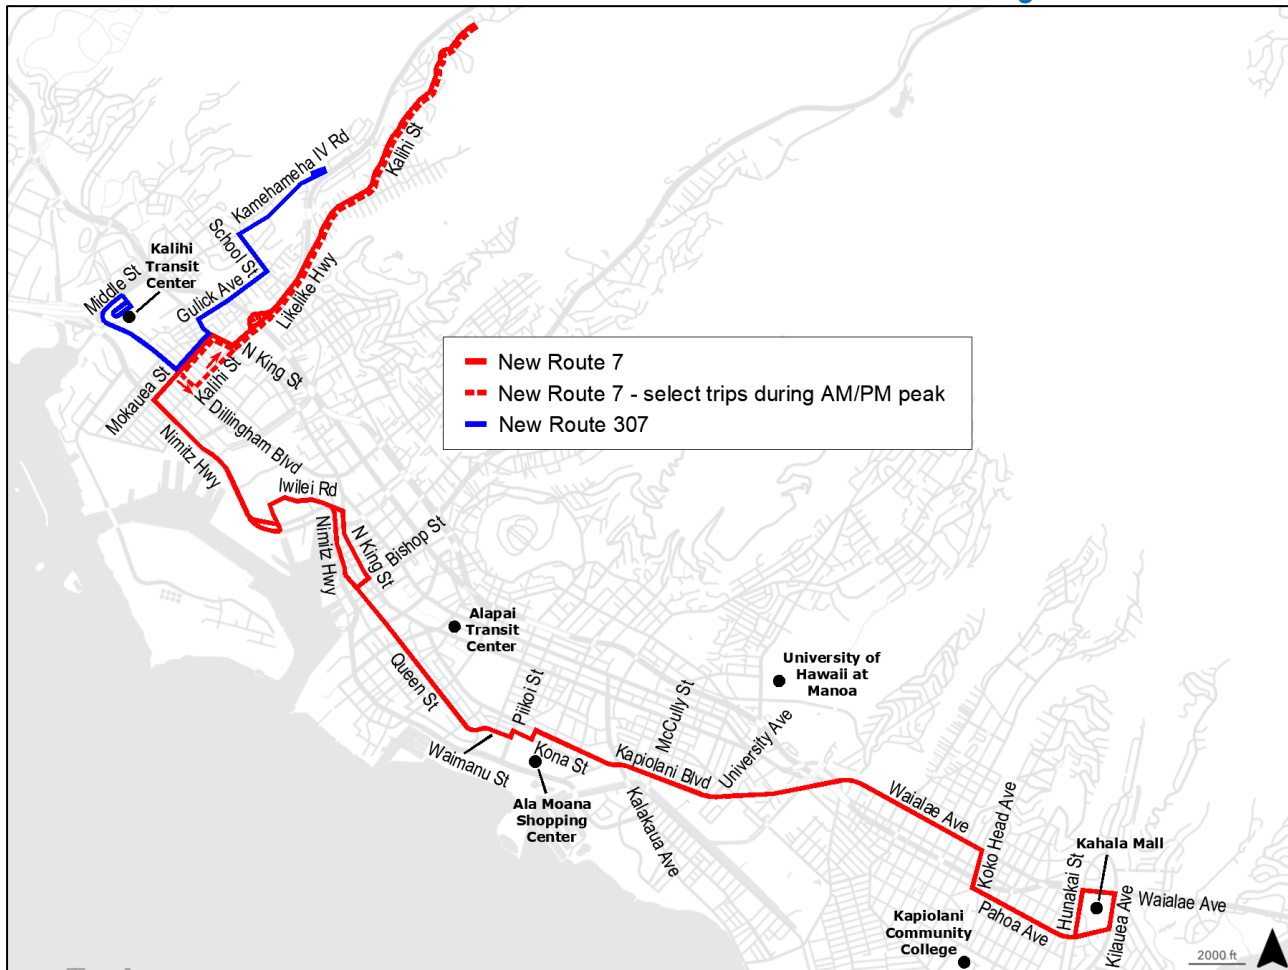 Kalihi St
Kamehameha IV Rd
School St
Kalihi
Transit
Center
Middle St
Gulick Ave
Likelike Hwy
N King St
Kalihi St
Mokauea St
Dillingham Blvd
Nimitz Hwy
New Route 7
New Route 7 - select trips during AM/PM peak
New Route 307
Iwilei Rd
Nimitz Hwy
N King St
Bishop St
Alapai
Transit
Center
University of
Hawaii at
Manoa
Queen St
Piikoi St
McCully St
University Ave
Waimanu St
Kona St
Kapiolani Blvd
Ala Moana
Shopping
Center
Kalakaua Ave
Waialae Ave
Koko Head Ave
Kahala Mall
Hunakai St
Kilauea Ave
Waialae Ave
Pahoa Ave
Kapiolani
Community
College
2000 ft